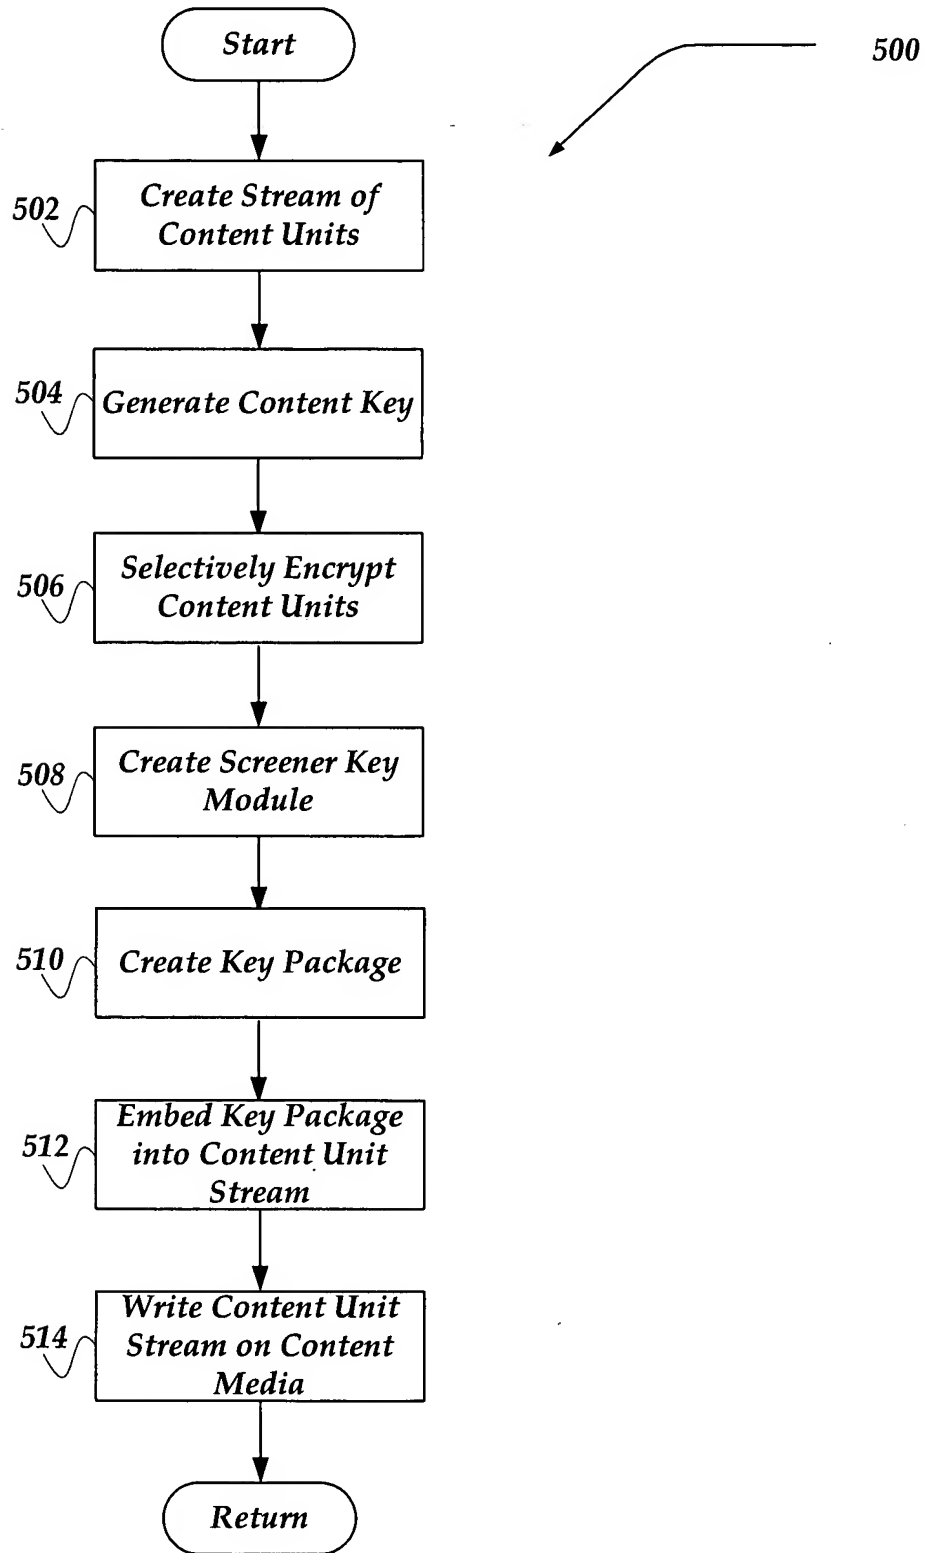 Start
500
502
Create Stream of
Content Units
504
Generate Content Key
506
Selectively Encrypt
Content Units
508
Create Screener Key
Module
510
Create Key Package
512
Embed Key Package
into Content Unit
Stream
514
Write Content Unit
Stream on Content
Media
Return